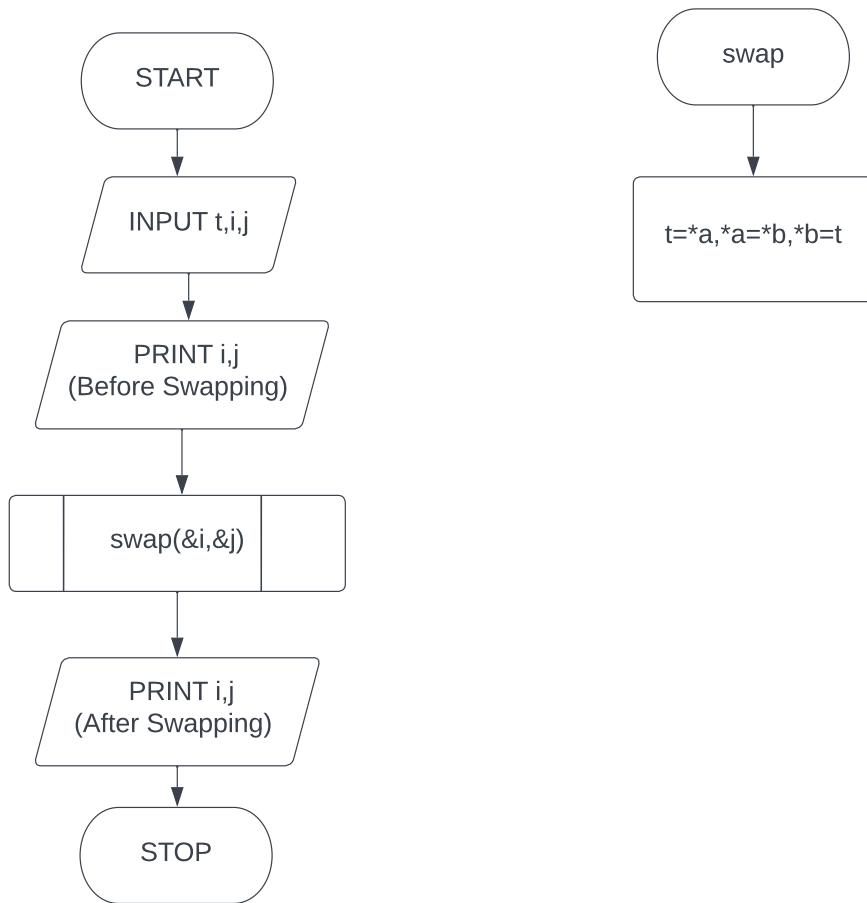 START
INPUT t,i,j
PRINT i,j
(Before Swapping)
swap(&i,&j)
PRINT i,j
(After Swapping)
STOP
swap
t=*a,*a=*b,*b=t